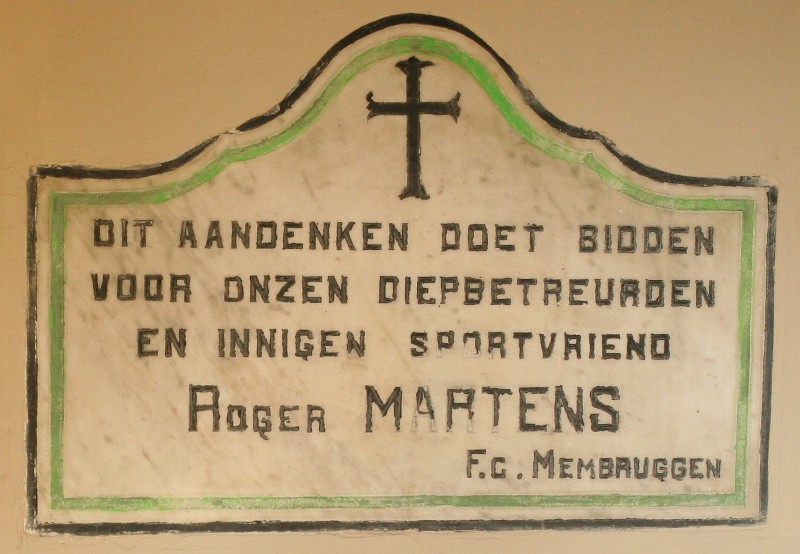 DIT AANDENKEN DOET BIDDEN
VOOR ONZEN DIEPBETREURDEN
EN INNIGEN SPORTVRIEND
ROGER MARTENS
F.C. MEMBRUGGEN